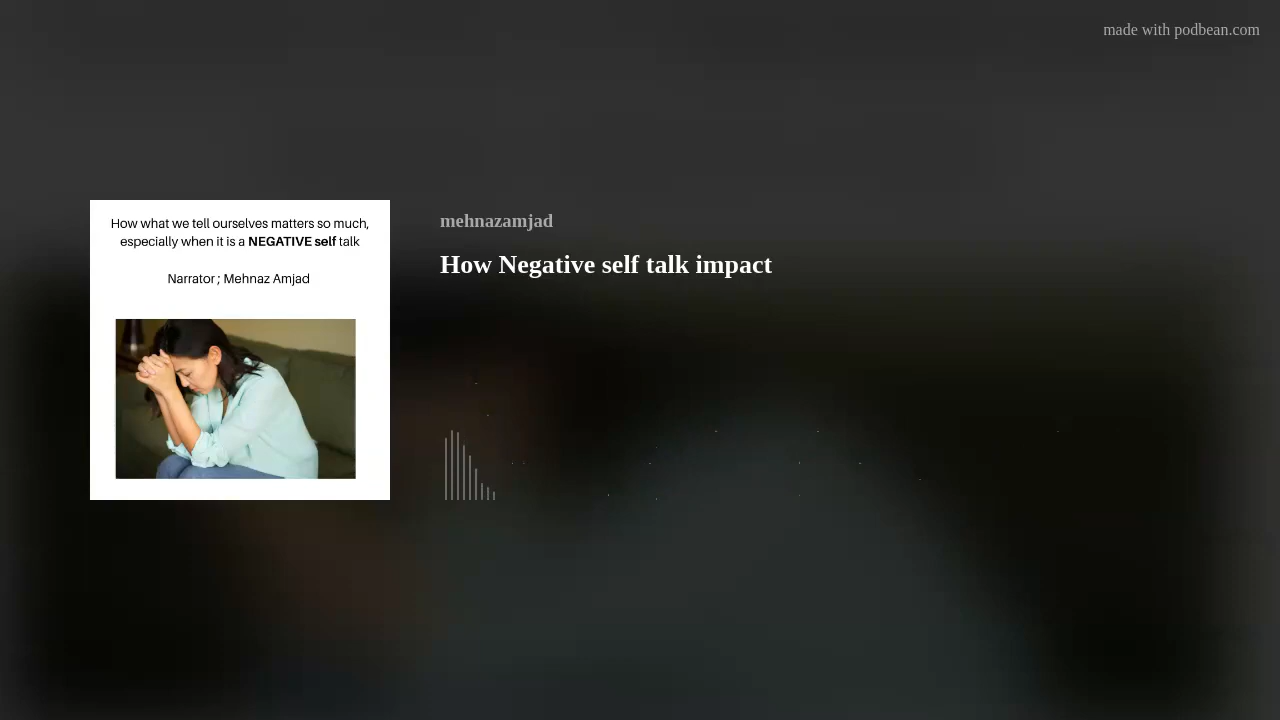 made with podbean.com
How what we tell ourselves matters so much,
especially when it is a NEGATIVE self talk
Narrator ; Mehnaz Amjad
mehnazamjad
How Negative self talk impact